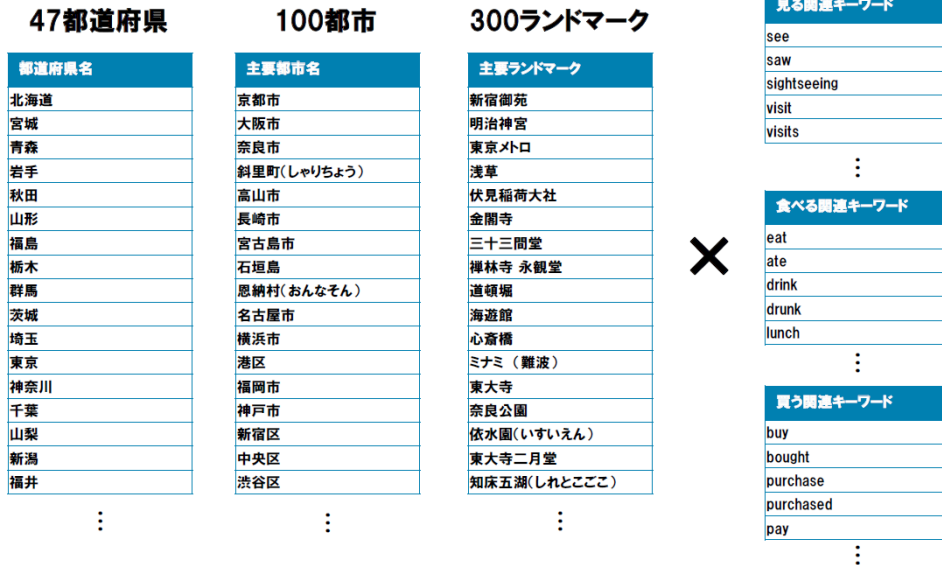 47都道府県
都道府県名
北海道
宮城
青森
岩手
秋田
山形
福島
栃木
群馬
茨城
埼玉
東京
神奈川
千葉
山梨
新潟
福井
⋮
100都市
主要都市名
京都市
大阪市
奈良市
斜里町(しゃりちょう)
高山市
長崎市
宮古島市
石垣島
恩納村(おんなそん)
名古屋市
横浜市
港区
福岡市
神戸市
新宿区
中央区
渋谷区
⋮
300ランドマーク
主要ランドマーク
新宿御苑
明治神宮
東京メトロ
浅草
伏見稲荷大社
金閣寺
三十三間堂
禅林寺 永観堂
道頓堀
海遊館
心斎橋
ミナミ (難波)
東大寺
奈良公園
依水園(いすいえん)
東大寺二月堂
知床五湖(しれとこごこ)
⋮
×
見る関連キーワード
see
saw
sightseeing
visit
visits
⋮
食べる関連キーワード
eat
ate
drink
drunk
lunch
⋮
買う関連キーワード
buy
bought
purchase
purchased
pay
⋮